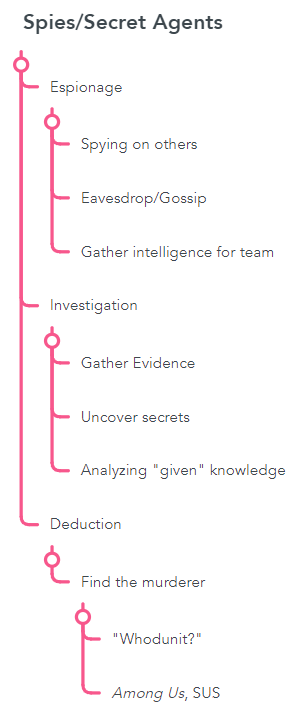 Spies/Secret Agents
Espionage
Spying on others
Eavesdrop/Gossip
Gather intelligence for team
Investigation
Gather Evidence
Uncover secrets
Analyzing "given" knowledge
Deduction
Find the murderer
"Whodunit?"
Among Us, SUS